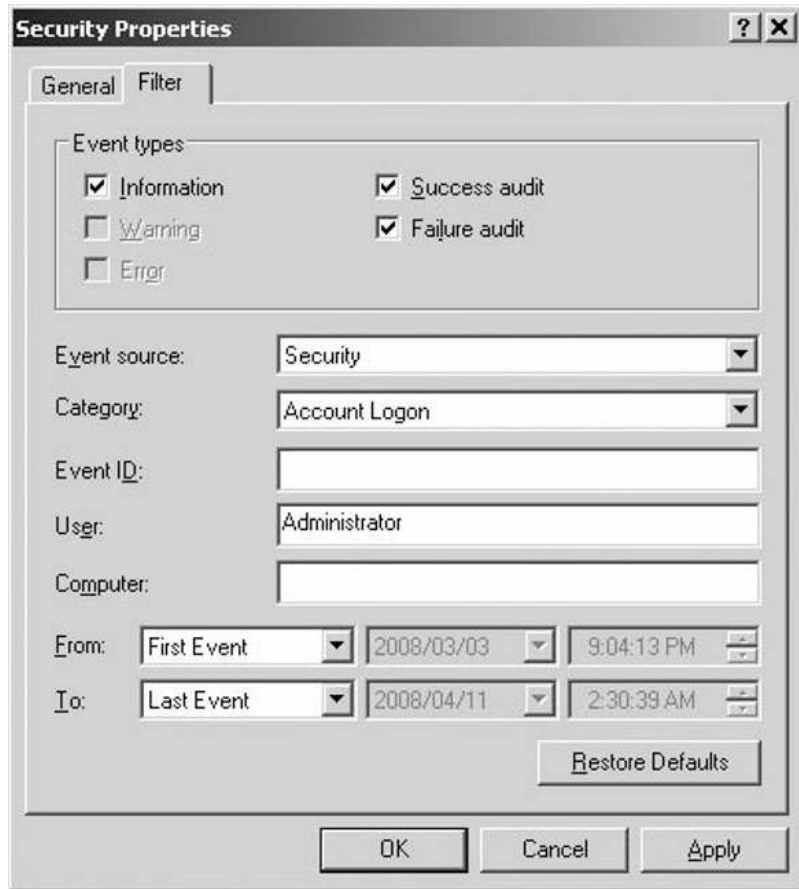 Security Properties
General Filter
Event types
Information Success audit
Warning Failure audit
Error
Event source: Security
Category: Account Logon
Event ID:
User: Administrator
Computer:
From: First Event 2008/03/03 9:04:13 PM
To: Last Event 2008/04/11 2:30:39 AM
Restore Defaults
OK Cancel Apply